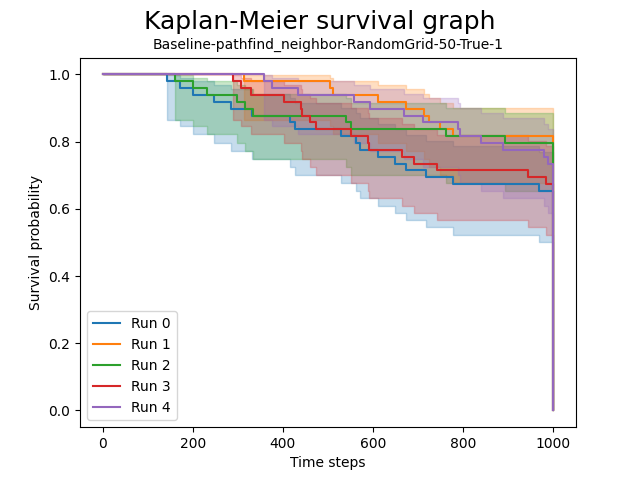 Kaplan-Meier survival graph
Baseline-pathfind_neighbor-RandomGrid-50-True-1
Survival probability
1.0
0.8
0.6
0.4
0.2
0.0
Run 0
Run 1
Run 2
Run 3
Run 4
0 200 400 600 800 1000
Time steps